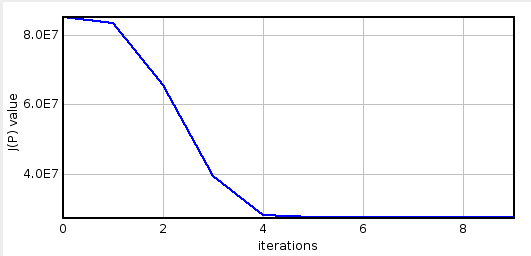 8.0E7
6.0E7
4.0E7
J(P) value
0 2 4 6 8
iterations